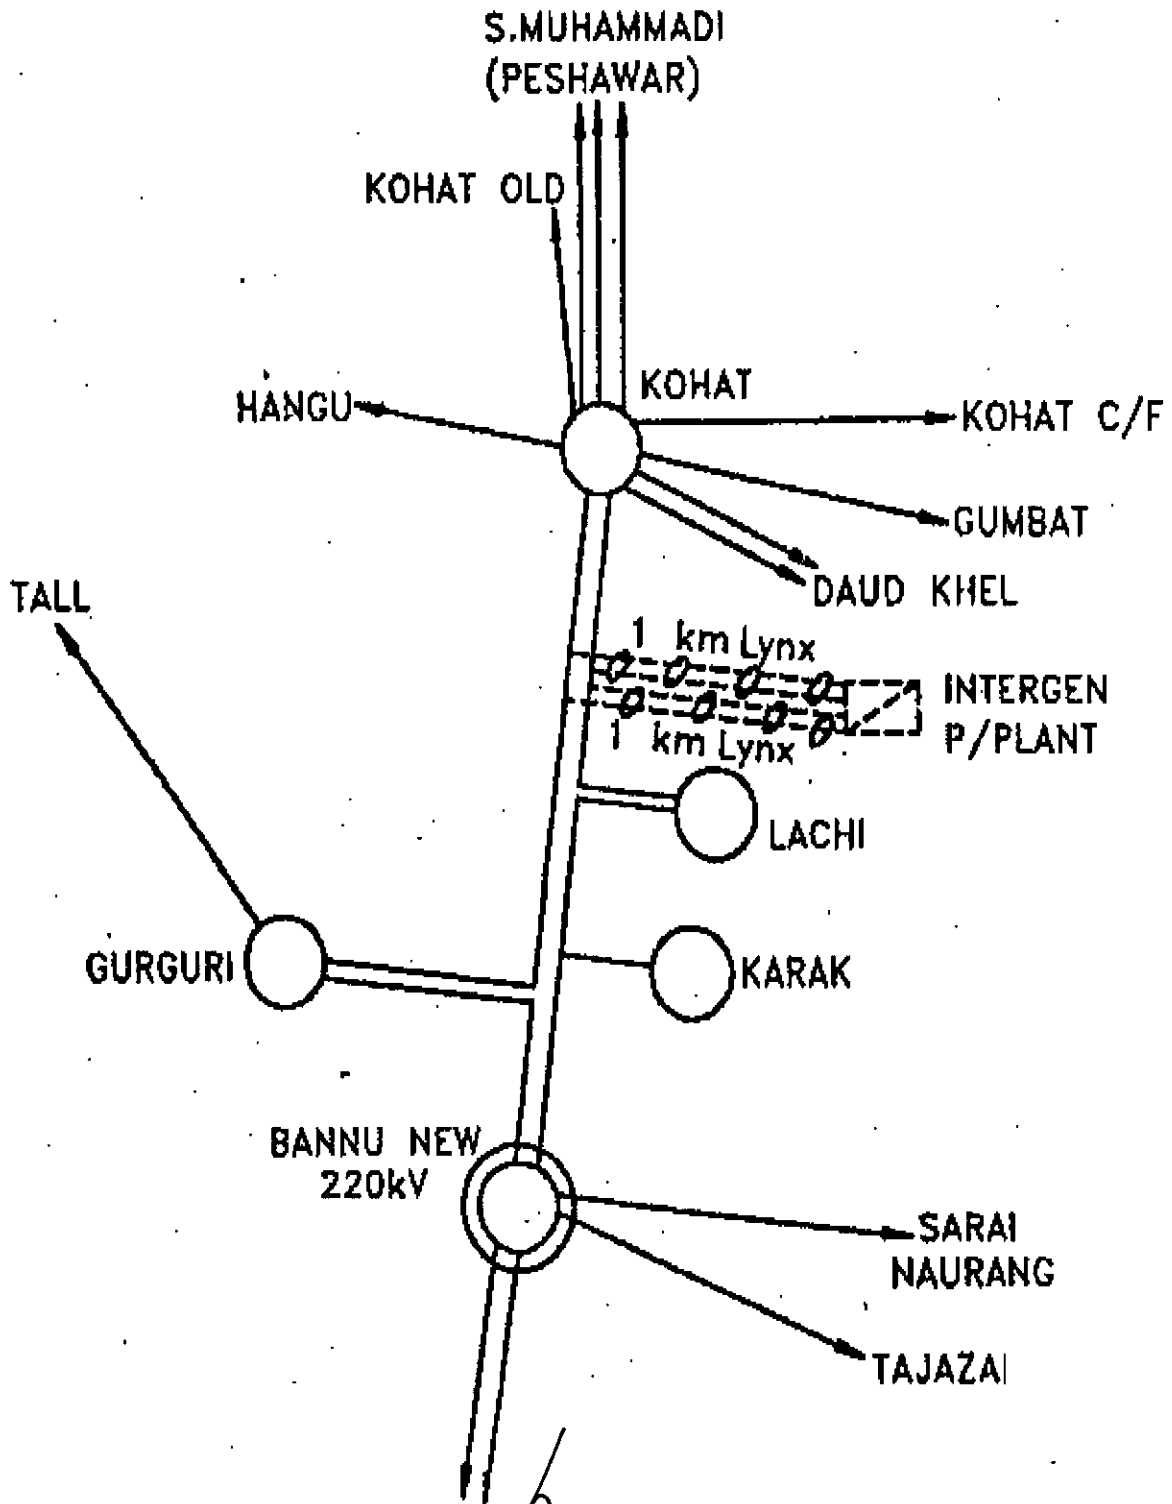 S.MUHAMMADI
(PESHAWAR)
KOHAT OLD
KOHAT
HANGU
KOHAT C/F
GUMBAT
DAUD KHEL
TALL
1 km Lynx
INTERGEN
P/PLANT
1 km Lynx
LACHI
GURGURI
KARAK
BANNU NEW
220kV
SARAI
NAURANG
TAJAZAI